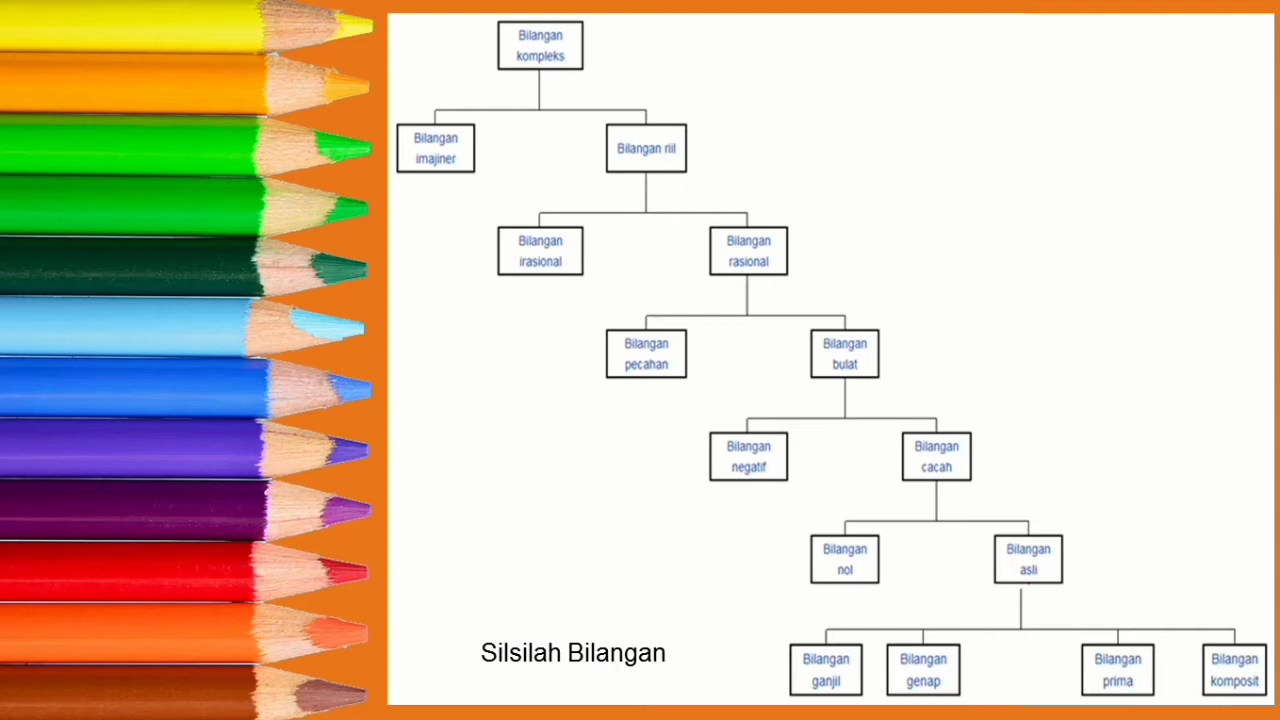 Bilangan
kompleks
Bilangan
imajiner
Bilangan riil
Bilangan
irasional
Bilangan
rasional
Bilangan
pecahan
Bilangan
bulat
Bilangan
negatif
Bilangan
cacah
Bilangan
nol
Bilangan
asli
Silsilah Bilangan
Bilangan
ganjil
Bilangan
genap
Bilangan
prima
Bilangan
komposit